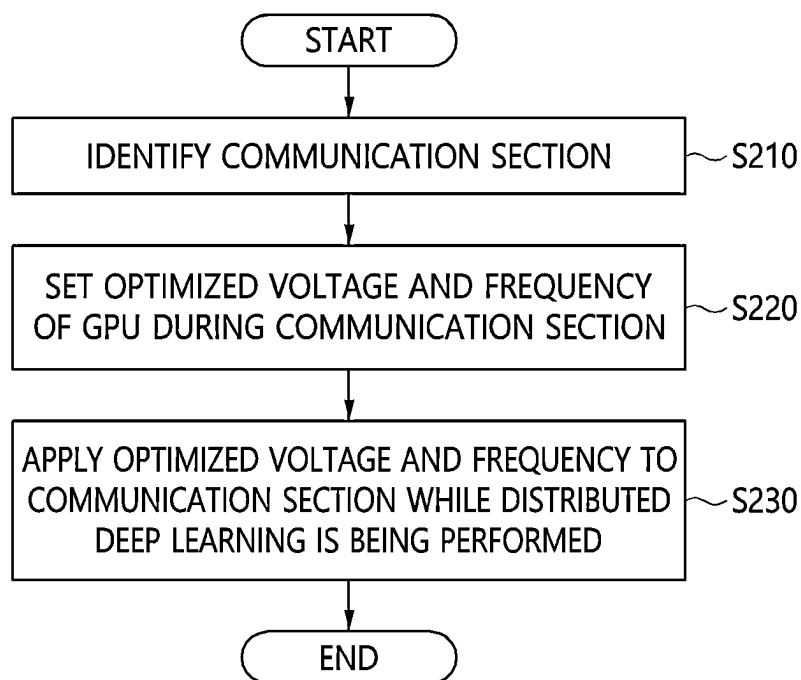 START
IDENTIFY COMMUNICATION SECTION
S210
SET OPTIMIZED VOLTAGE AND FREQUENCY
OF GPU DURING COMMUNICATION SECTION
S220
APPLY OPTIMIZED VOLTAGE AND FREQUENCY TO
COMMUNICATION SECTION WHILE DISTRIBUTED
DEEP LEARNING IS BEING PERFORMED
S230
END